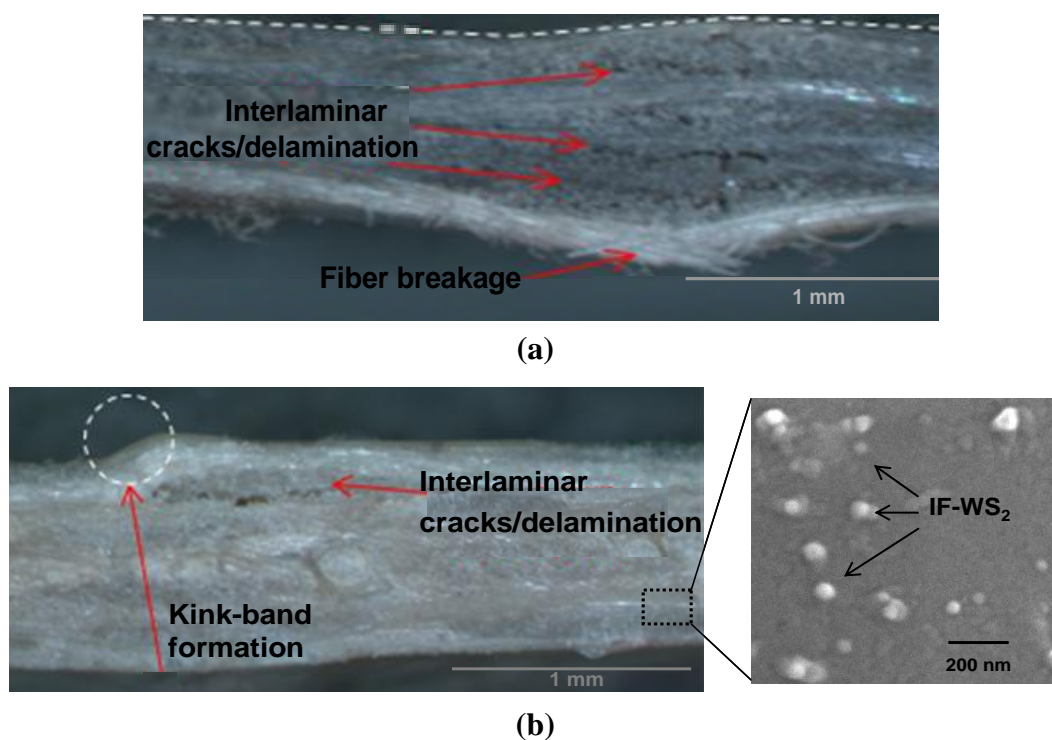 Interlaminar
cracks/delamination
Fiber breakage
1 mm
(a)
Interlaminar
cracks/delamination
Kink-band
formation
1 mm
IF-WS₂
200 nm
(b)